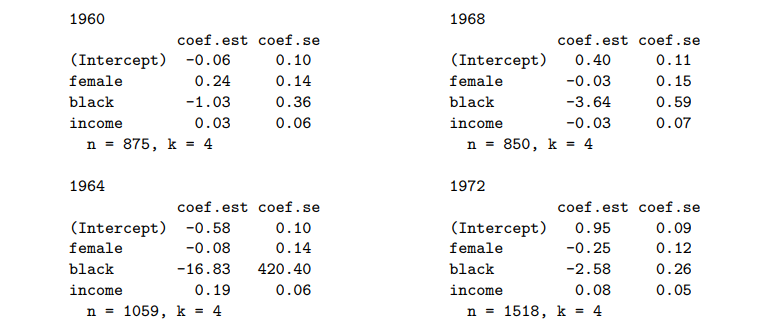 1960
coef.est coef.se
(Intercept) -0.06 0.10
female 0.24 0.14
black -1.03 0.36
income 0.03 0.06
n = 875, k = 4
1964
coef.est coef.se
(Intercept) -0.58 0.10
female -0.08 0.14
black -16.83 420.40
income 0.19 0.06
n = 1059, k = 4
1968
coef.est coef.se
(Intercept) 0.40 0.11
female -0.03 0.15
black -3.64 0.59
income -0.03 0.07
n = 850, k = 4
1972
coef.est coef.se
(Intercept) 0.95 0.09
female -0.25 0.12
black -2.58 0.26
income 0.08 0.05
n = 1518, k = 4